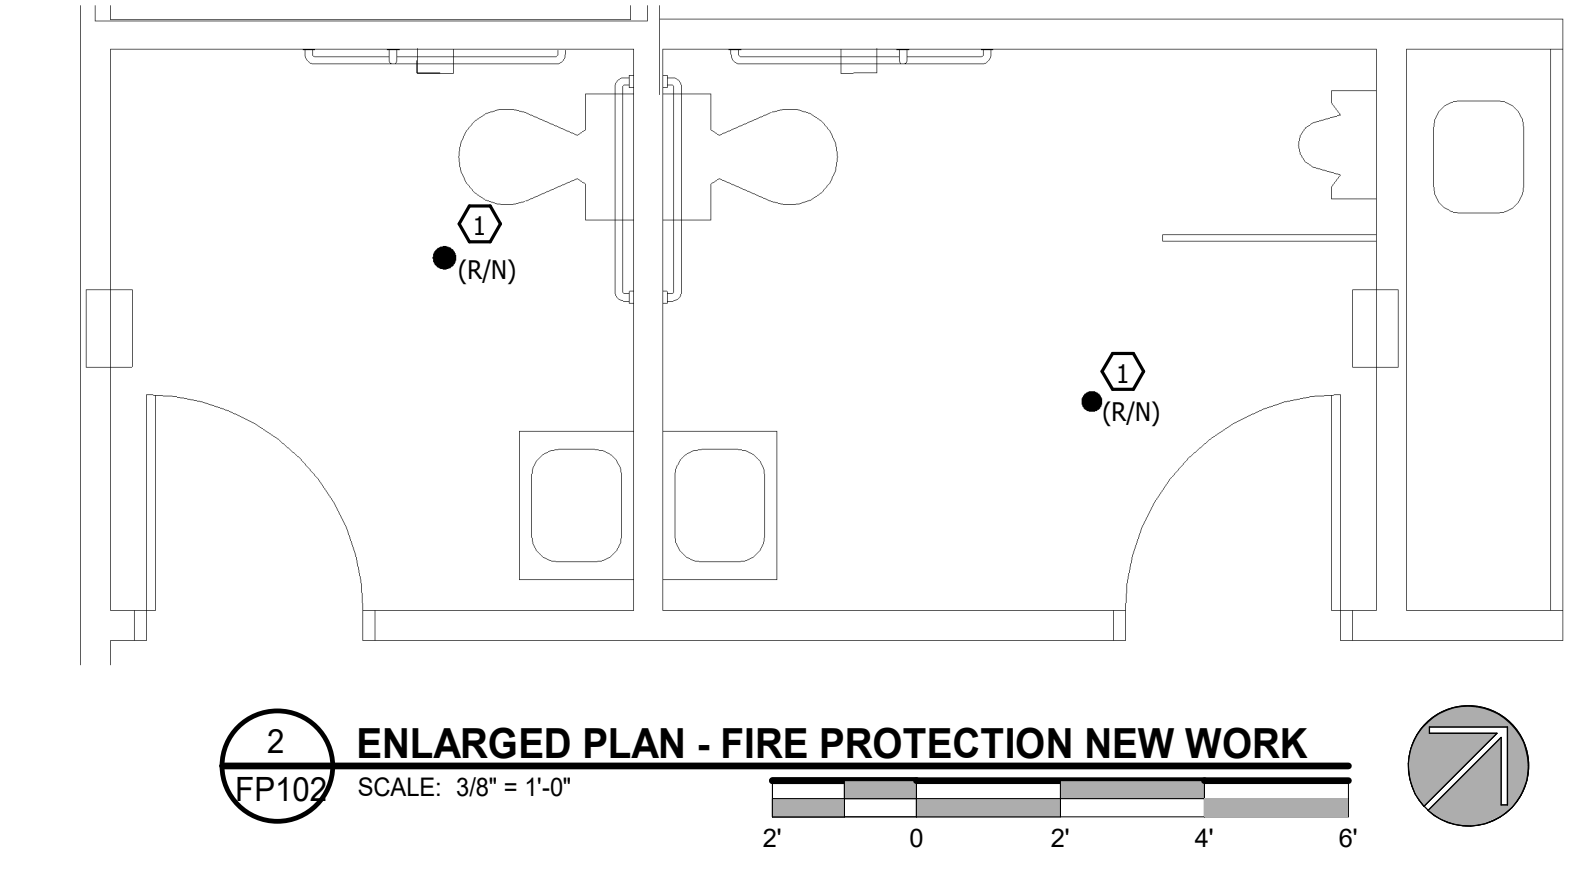 1
(R/N)
1
(R/N)
2
FP102
ENLARGED PLAN - FIRE PROTECTION NEW WORK
SCALE: 3/8" = 1'-0"
2' 0 2' 4' 6'